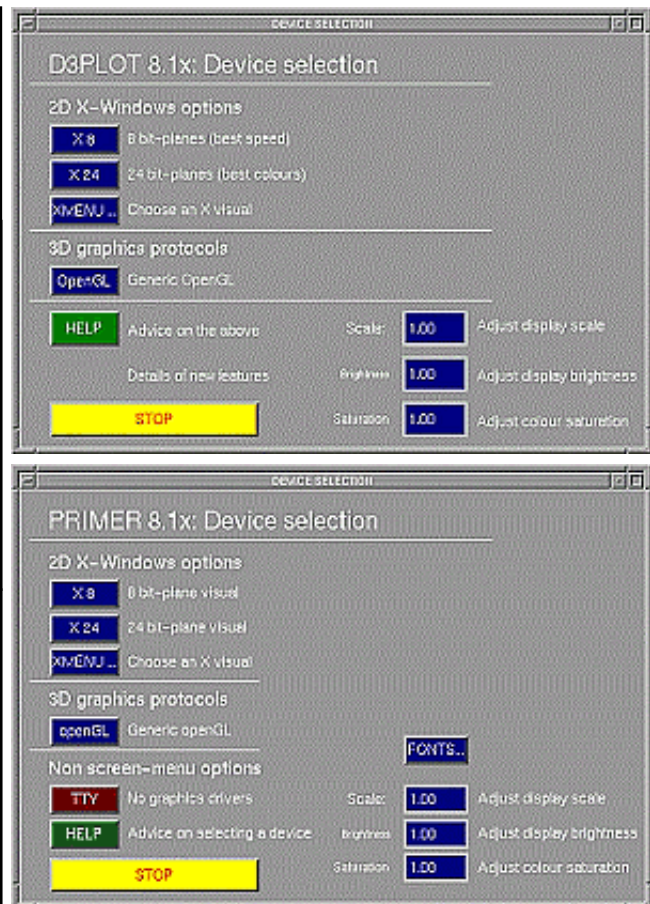 DEVICE SELECTION
D3PLOT 8.1x: Device selection
2D X-Windows options
X 8 8 bit-planes (best speed)
X 24 24 bit-planes (best colours)
XMENU... Choose an X visual
3D graphics protocols
OpenGL Generic OpenGL
HELP Advice on the above Scale: 1.00 Adjust display scale
Details of new features Brightness 1.00 Adjust display brightness
STOP Saturation 1.00 Adjust colour saturation
DEVICE SELECTION
PRIMER 8.1x: Device selection
2D X-Windows options
X 8 8 bit-plane visual
X 24 24 bit-plane visual
XMENU... Choose an X visual
3D graphics protocols
openGL Generic openGL
FONTS...
Non screen-menu options
TTY No graphics drivers Scale: 1.00 Adjust display scale
HELP Advice on selecting a device Brightness 1.00 Adjust display brightness
STOP Saturation 1.00 Adjust colour saturation